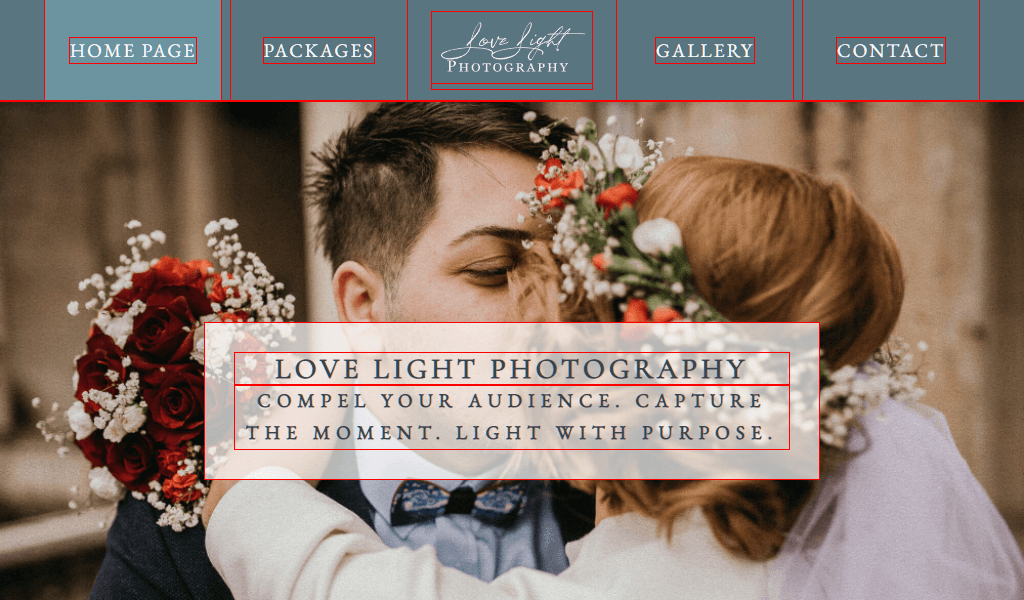 HOME PAGE
PACKAGES
Love Light
PHOTOGRAPHY
GALLERY
CONTACT
LOVE LIGHT PHOTOGRAPHY
COMPEL YOUR AUDIENCE. CAPTURE
THE MOMENT. LIGHT WITH PURPOSE.